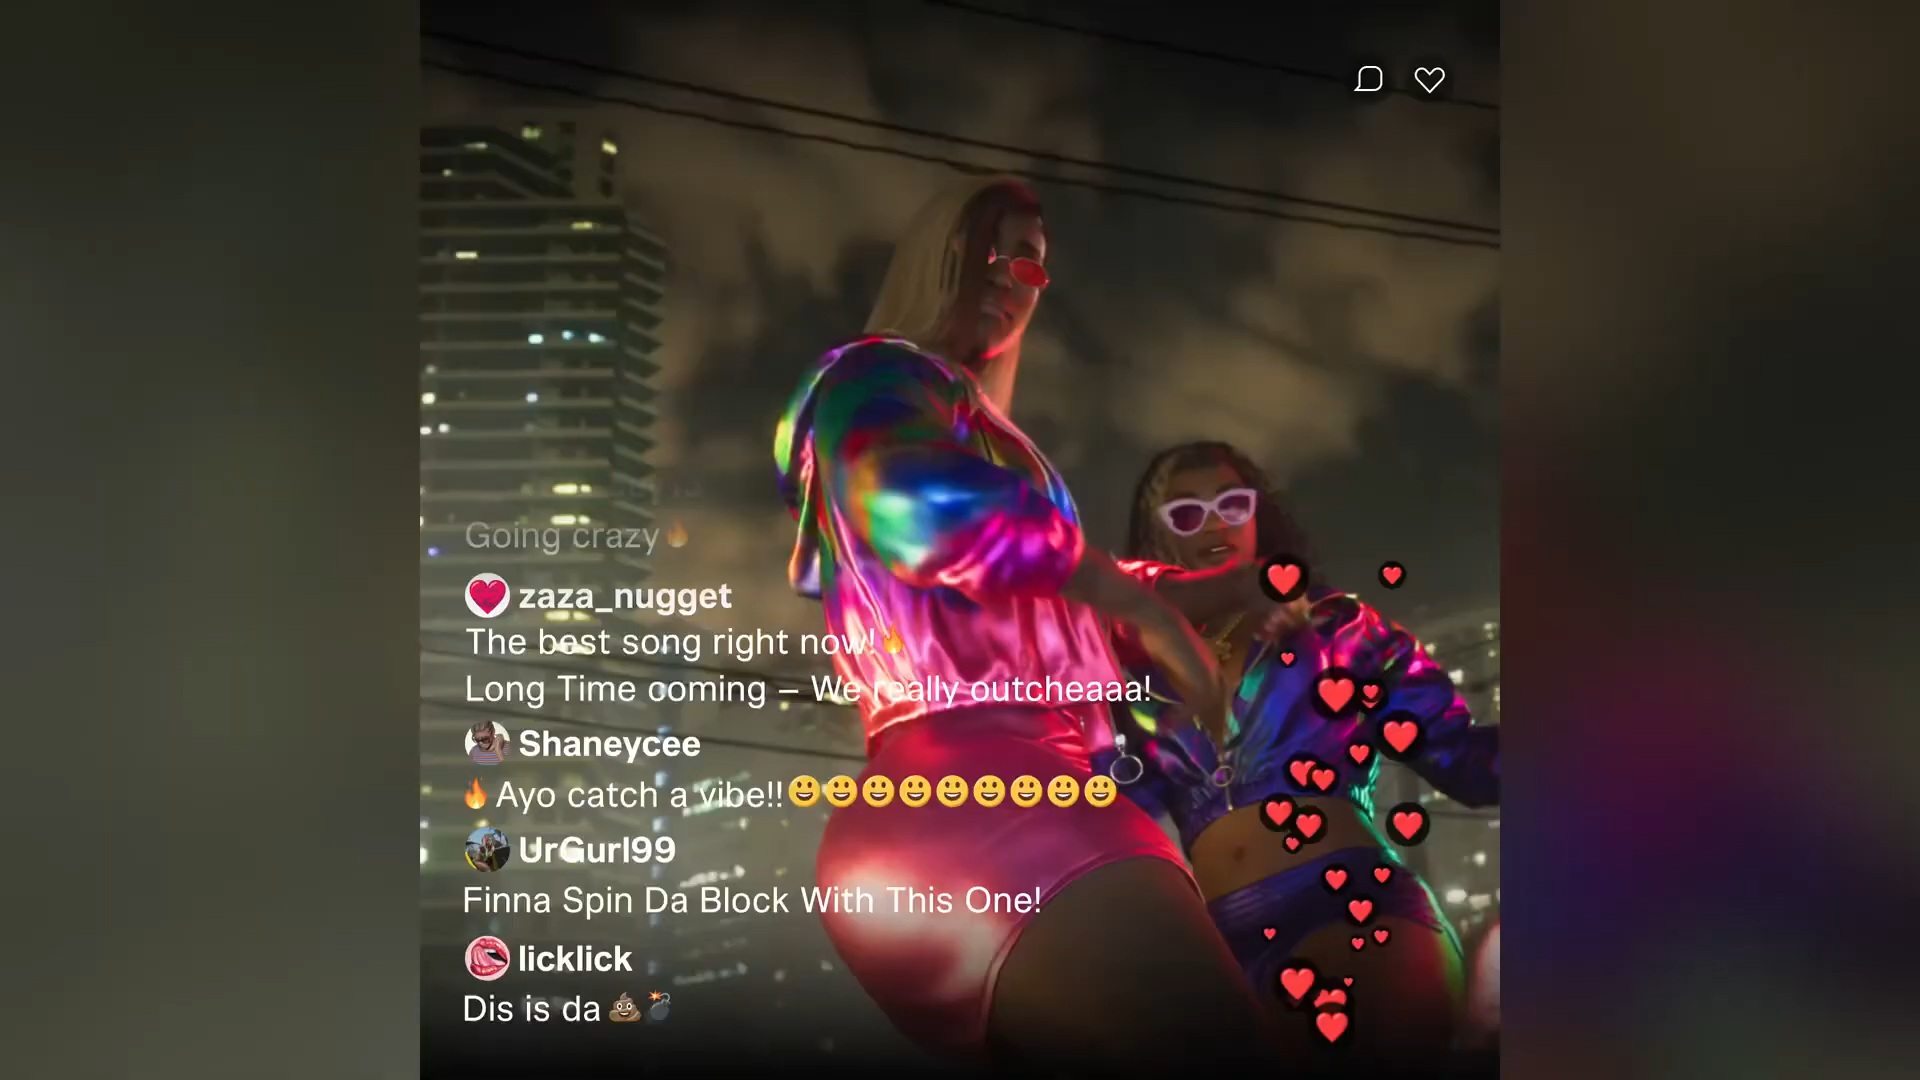 Going crazy🔥
zaza_nugget
The best song right now!🔥
Long Time coming – We really outcheaaa!
Shaneycee
🔥Ayo catch a vibe!!😀😀😀😀😀😀😀😀😀
UrGurl99
Finna Spin Da Block With This One!
licklick
Dis is da💩💣